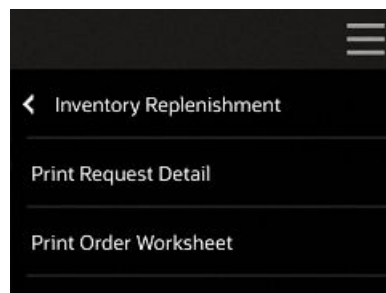 Inventory Replenishment
Print Request Detail
Print Order Worksheet